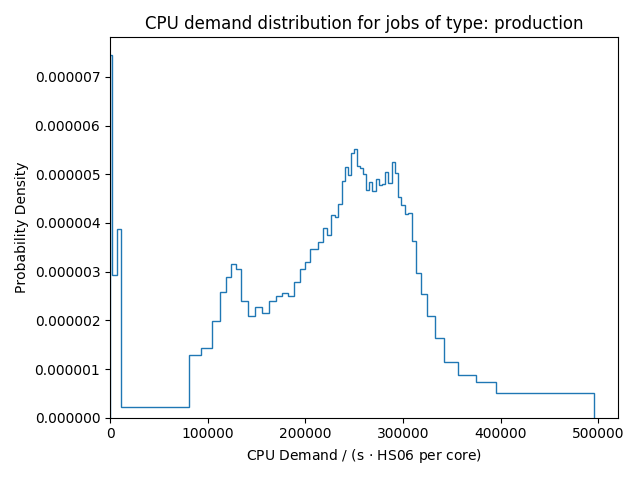 CPU demand distribution for jobs of type: production
0.000007
0.000006
0.000005
0.000004
0.000003
0.000002
0.000001
0.000000
Probability Density
0 100000 200000 300000 400000 500000
CPU Demand / (s · HS06 per core)